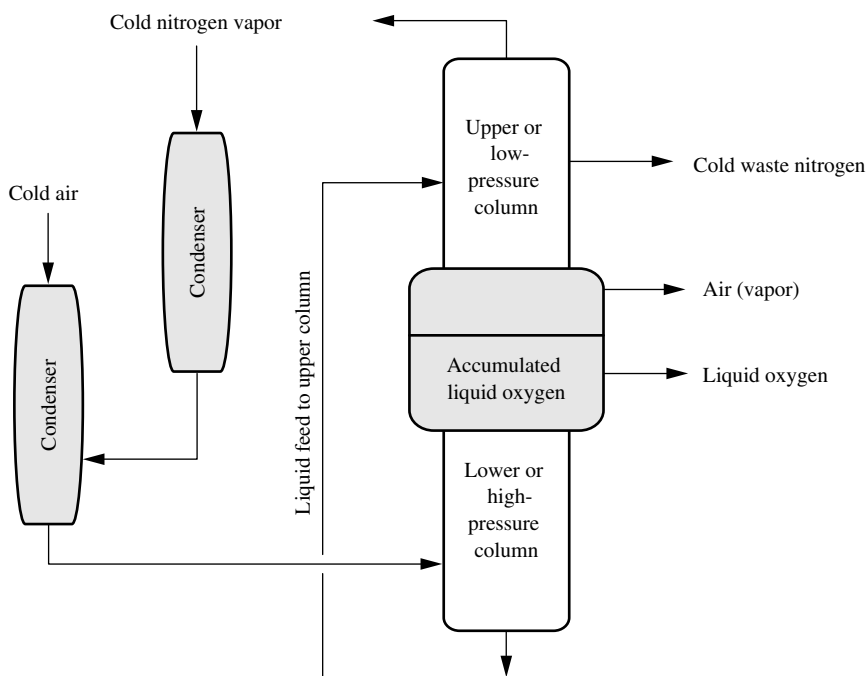 Cold nitrogen vapor
Upper or
low-
pressure
column
Cold waste nitrogen
Cold air
Condenser
Condenser
Liquid feed to upper column
Air (vapor)
Accumulated
liquid oxygen
Liquid oxygen
Lower or
high-
pressure
column